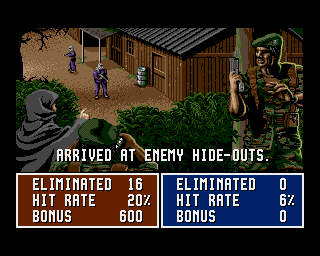 ARRIVED AT ENEMY HIDE-OUTS.
ELIMINATED 16
HIT RATE 20%
BONUS 600
ELIMINATED 0
HIT RATE 6%
BONUS 0